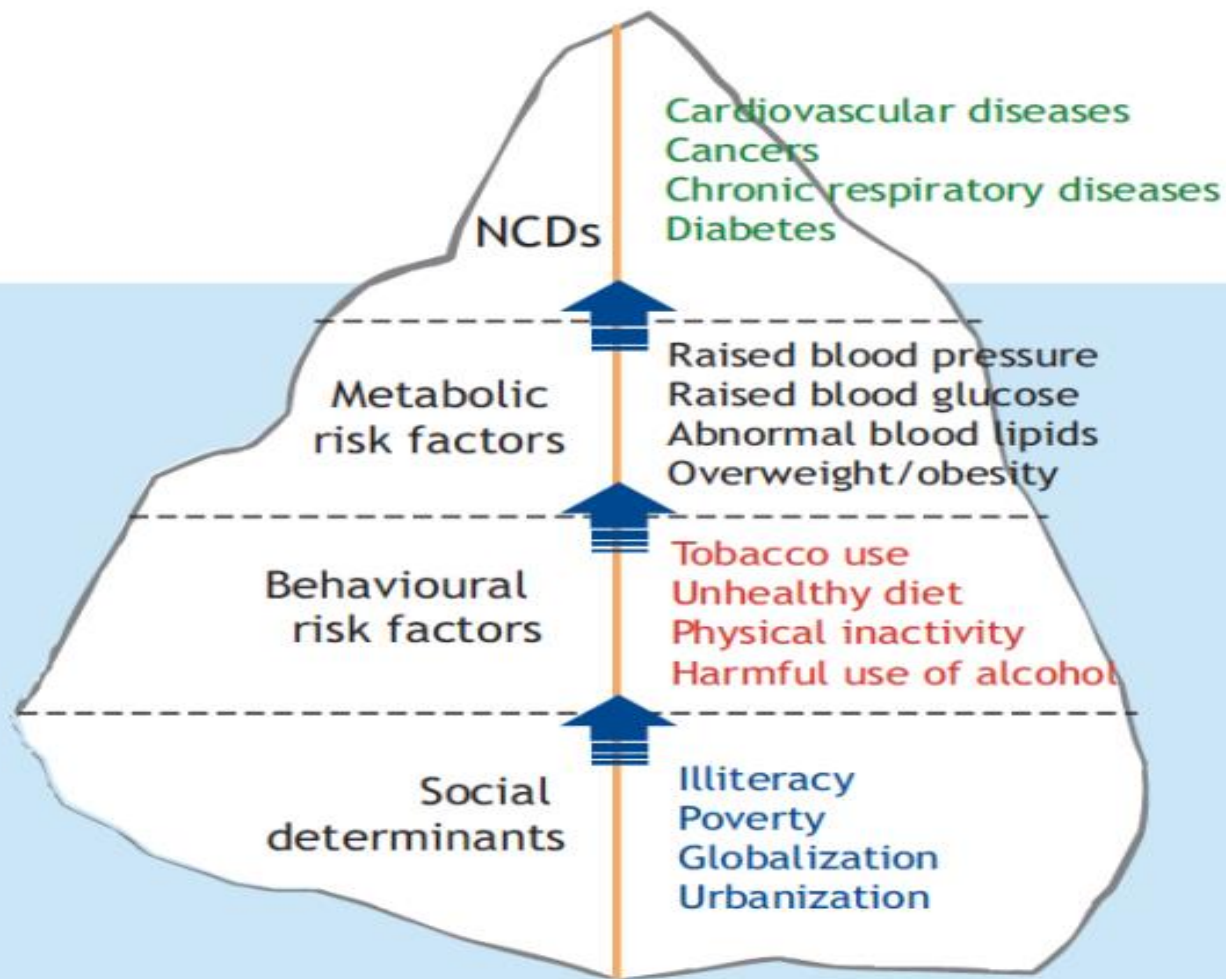 NCDs
Cardiovascular diseases
Cancers
Chronic respiratory diseases
Diabetes
Metabolic
risk factors
Raised blood pressure
Raised blood glucose
Abnormal blood lipids
Overweight/obesity
Behavioural
risk factors
Tobacco use
Unhealthy diet
Physical inactivity
Harmful use of alcohol
Social
determinants
Illiteracy
Poverty
Globalization
Urbanization